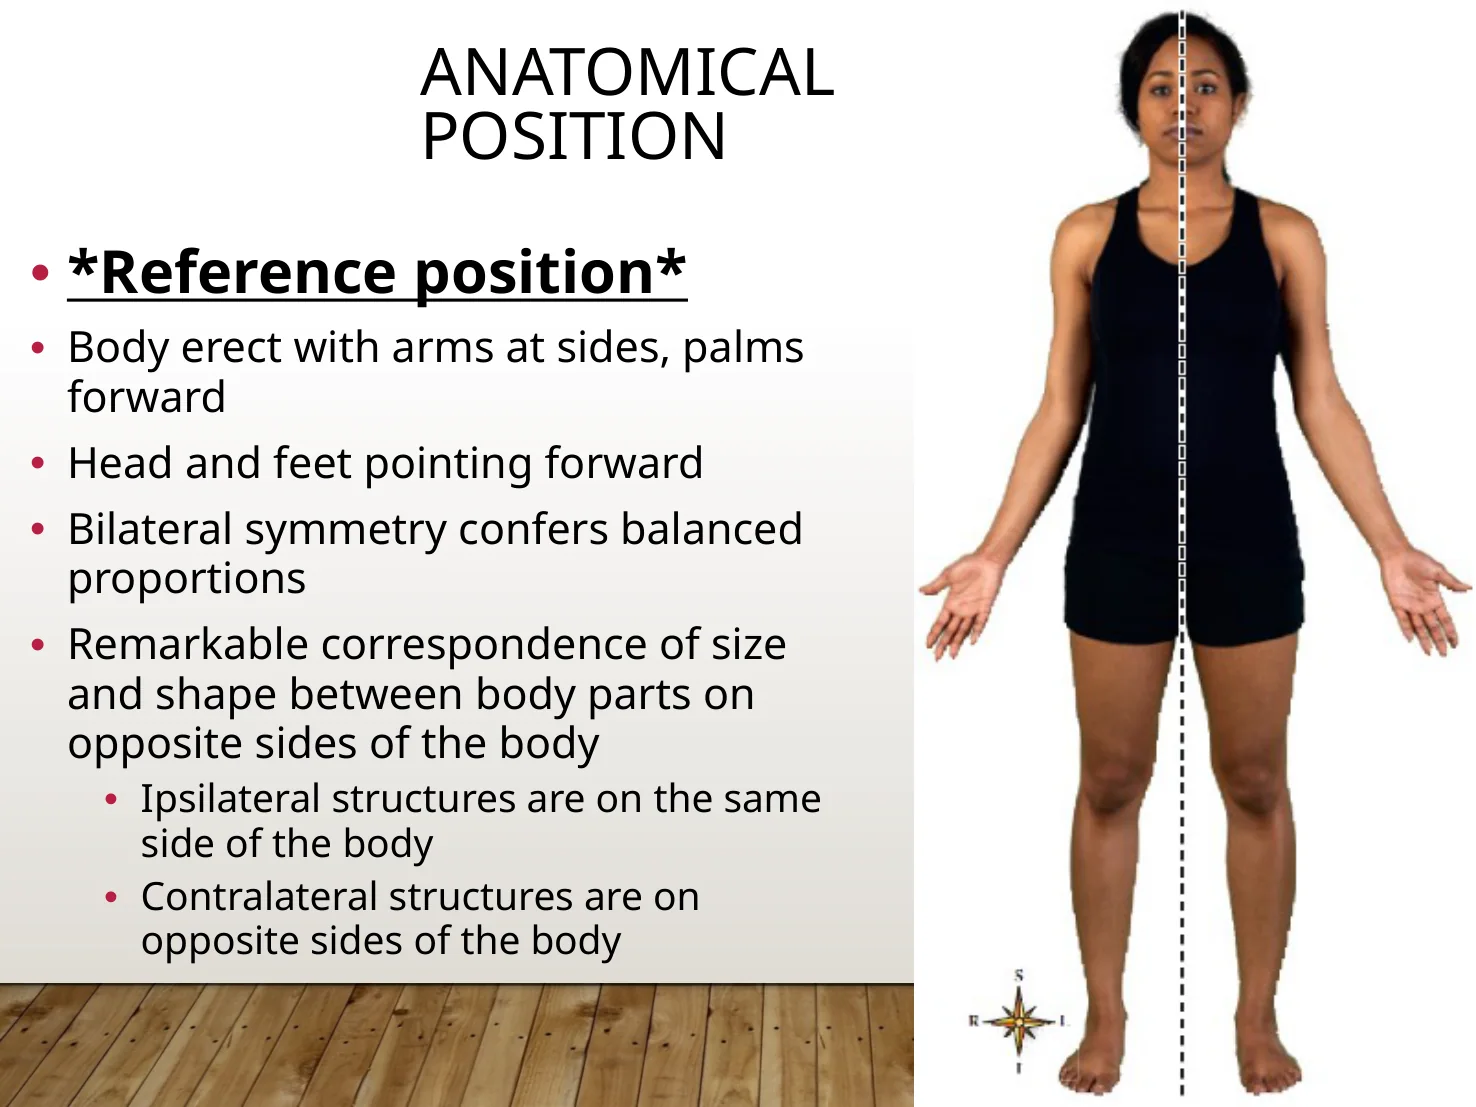 ANATOMICAL
POSITION
• *Reference position*
• Body erect with arms at sides, palms
forward
• Head and feet pointing forward
• Bilateral symmetry confers balanced
proportions
• Remarkable correspondence of size
and shape between body parts on
opposite sides of the body
• Ipsilateral structures are on the same
side of the body
• Contralateral structures are on
opposite sides of the body
S
R L
I